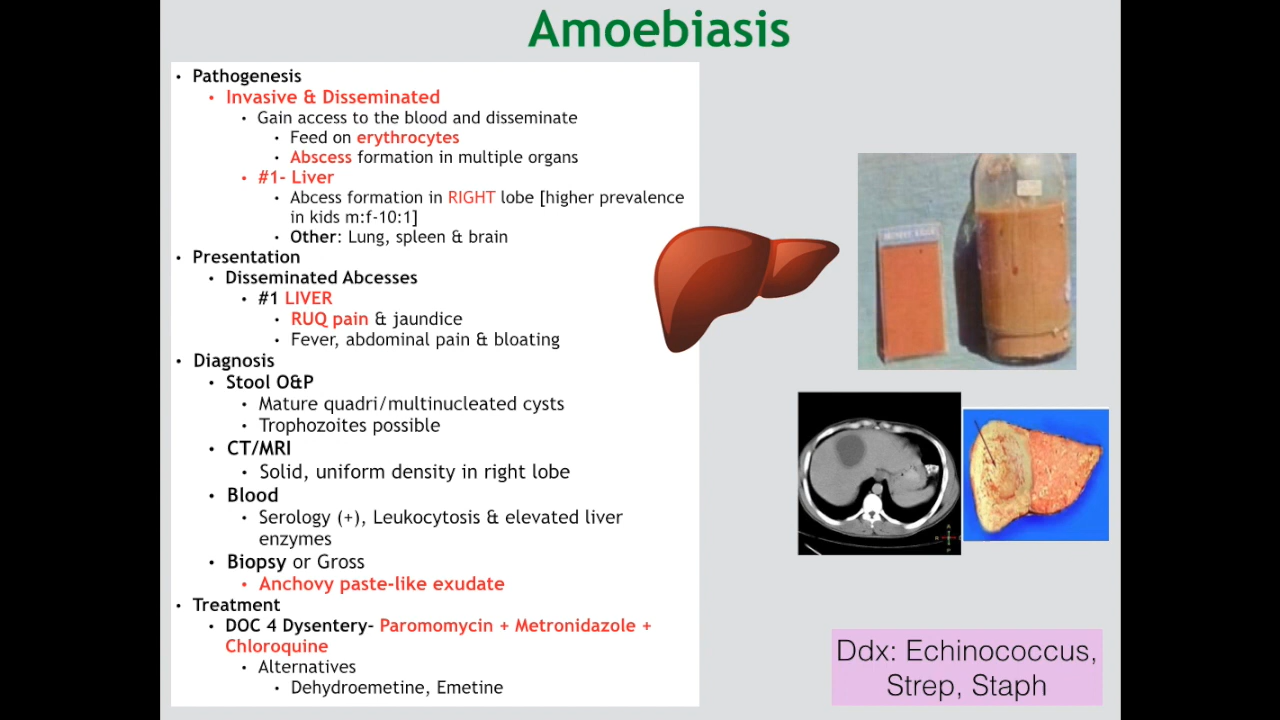 Amoebiasis
• Pathogenesis
• Invasive & Disseminated
• Gain access to the blood and disseminate
• Feed on erythrocytes
• Abscess formation in multiple organs
• #1- Liver
• Abcess formation in RIGHT lobe [higher prevalence
in kids m:f-10:1]
• Other: Lung, spleen & brain
• Presentation
• Disseminated Abcesses
• #1 LIVER
• RUQ pain & jaundice
• Fever, abdominal pain & bloating
• Diagnosis
• Stool O&P
• Mature quadri/multinucleated cysts
• Trophozoites possible
• CT/MRI
• Solid, uniform density in right lobe
• Blood
• Serology (+), Leukocytosis & elevated liver
enzymes
• Biopsy or Gross
• Anchovy paste-like exudate
• Treatment
• DOC 4 Dysentery- Paromomycin + Metronidazole +
Chloroquine
• Alternatives
• Dehydroemetine, Emetine
Ddx: Echinococcus,
Strep, Staph